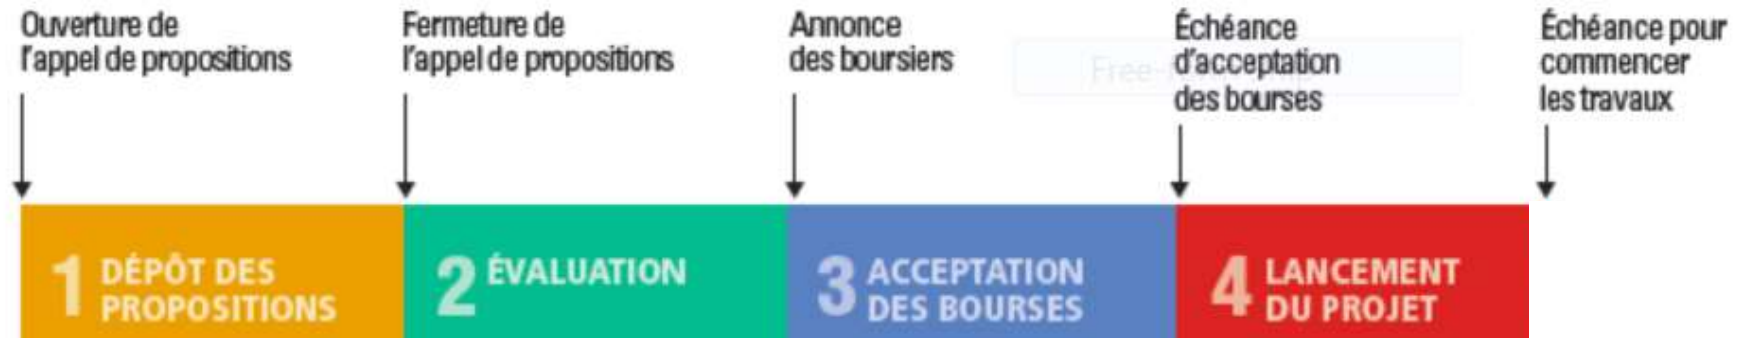 Ouverture de
l'appel de propositions
Fermeture de
l'appel de propositions
Annonce
des boursiers
Échéance
d'acceptation
des bourses
Échéance pour
commencer
les travaux
1 DÉPÔT DES
PROPOSITIONS
2 ÉVALUATION
3 ACCEPTATION
DES BOURSES
4 LANCEMENT
DU PROJET